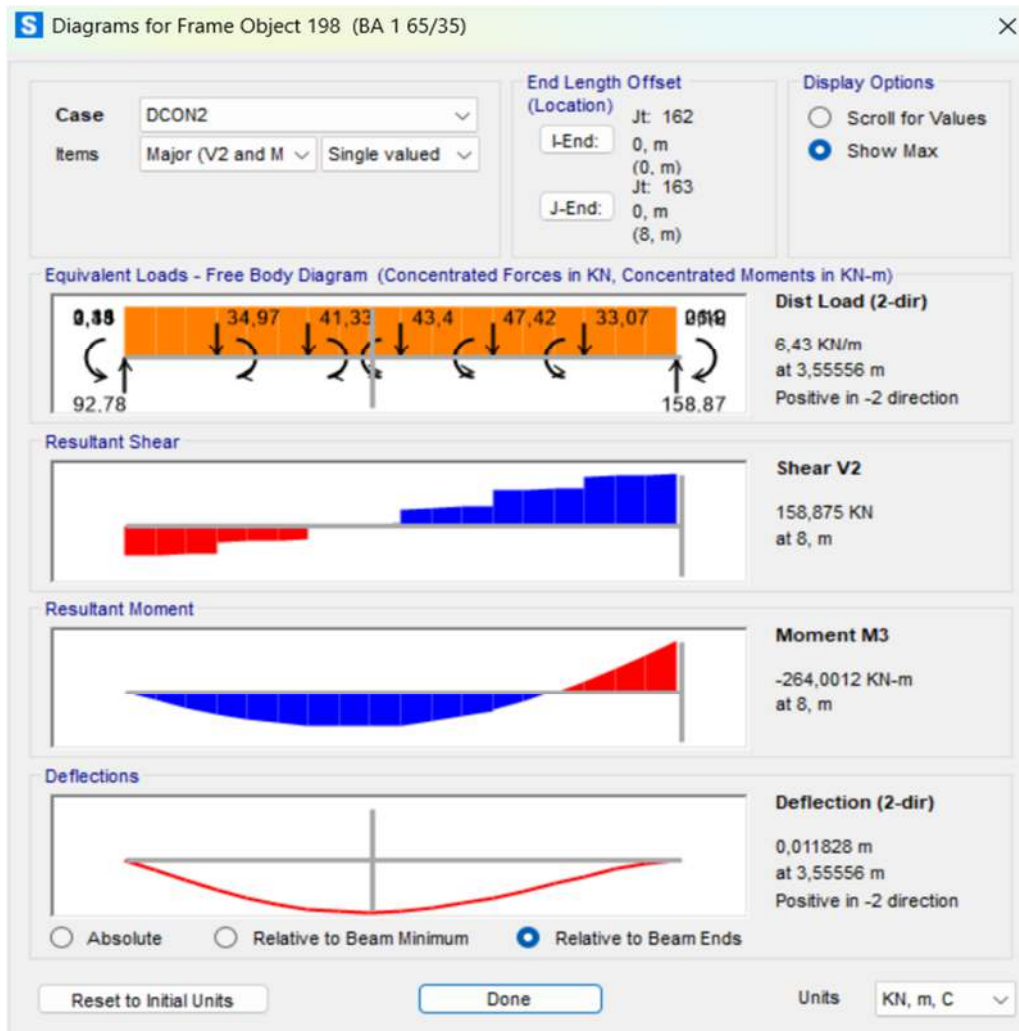 S Diagrams for Frame Object 198 (BA 1 65/35)
Case DCON2
Items Major (V2 and M Single valued
End Length Offset
(Location)
I-End: Jt: 162
0, m
(0, m)
J-End: Jt: 163
0, m
(8, m)
Display Options
Scroll for Values
Show Max
Equivalent Loads - Free Body Diagram (Concentrated Forces in KN, Concentrated Moments in KN-m)
34,97 41,33 43,4 47,42 33,07
92,78 158,87
Dist Load (2-dir)
6,43 KN/m
at 3,55556 m
Positive in -2 direction
Resultant Shear
Shear V2
158,875 KN
at 8, m
Resultant Moment
Moment M3
-264,0012 KN-m
at 8, m
Deflections
Deflection (2-dir)
0,011828 m
at 3,55556 m
Positive in -2 direction
Absolute Relative to Beam Minimum Relative to Beam Ends
Reset to Initial Units Done Units KN, m, C